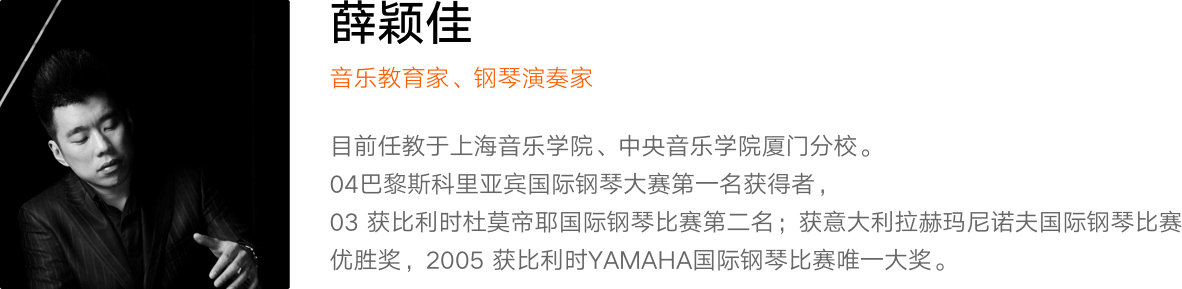 薛颖佳
音乐教育家、钢琴演奏家
目前任教于上海音乐学院、中央音乐学院厦门分校。
04巴黎斯科里亚宾国际钢琴大赛第一名获得者，
03 获比利时杜莫帝耶国际钢琴比赛第二名；获意大利拉赫玛尼诺夫国际钢琴比赛
优胜奖，2005 获比利时YAMAHA国际钢琴比赛唯一大奖。